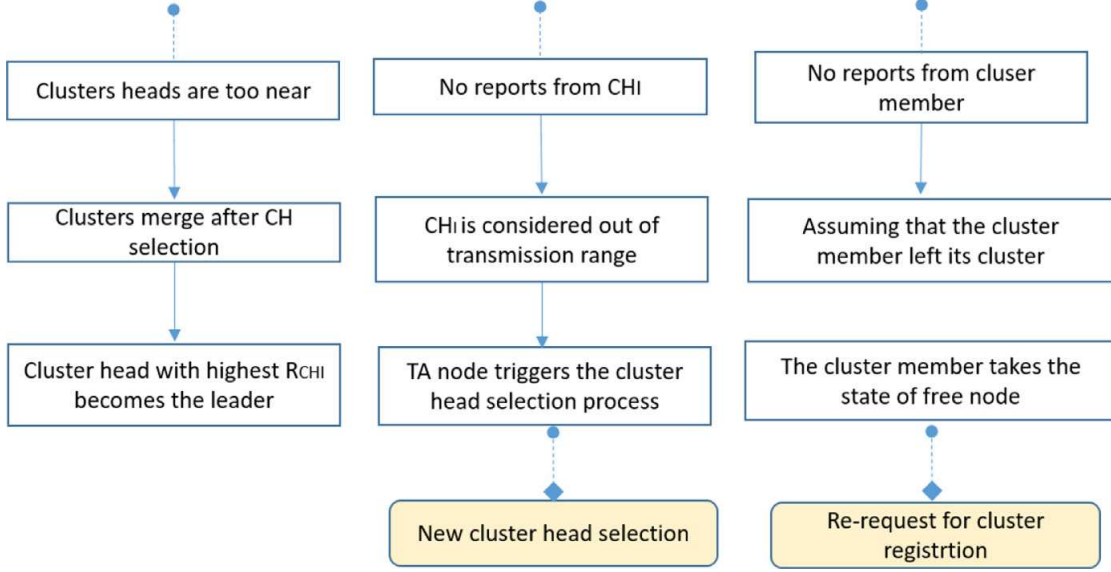 Clusters heads are too near
Clusters merge after CH
selection
Cluster head with highest RCHI
becomes the leader
No reports from CHI
CHI is considered out of
transmission range
TA node triggers the cluster
head selection process
New cluster head selection
No reports from cluser
member
Assuming that the cluster
member left its cluster
The cluster member takes the
state of free node
Re-request for cluster
registrtion